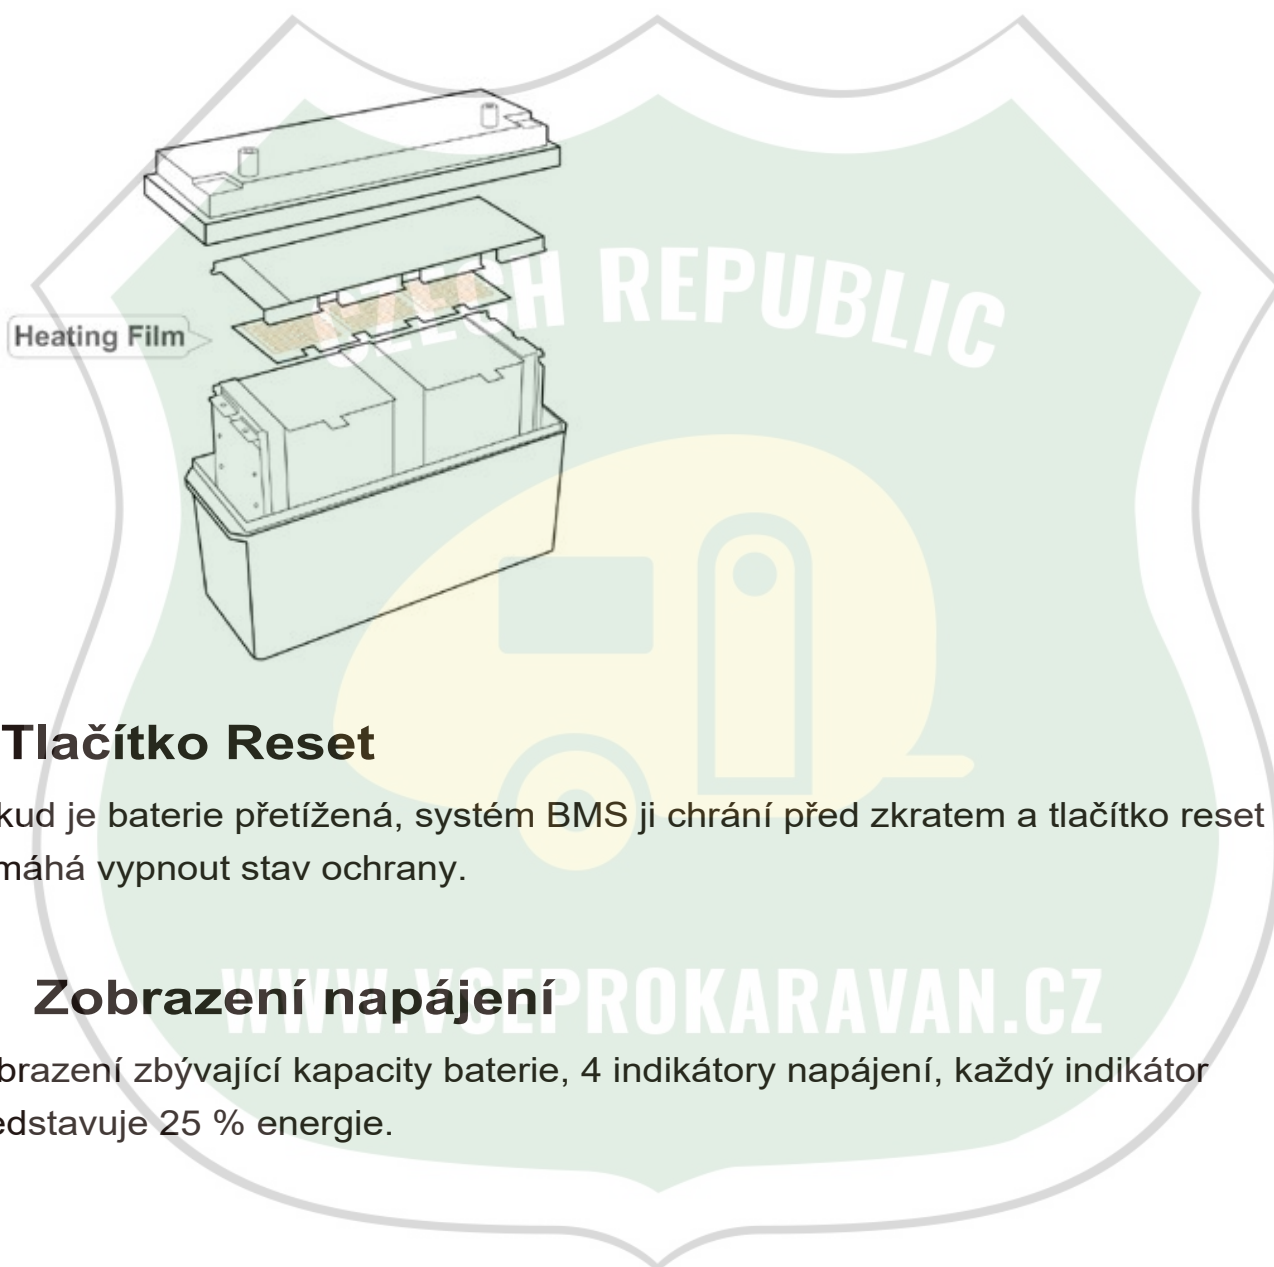 CZECH REPUBLIC
Heating Film
Tlačítko Reset
kud je baterie přetížená, systém BMS ji chrání před zkratem a tlačítko reset
máhá vypnout stav ochrany.
Zobrazení napájení
WWW.VSEPROKARAVAN.CZ
brazení zbývající kapacity baterie, 4 indikátory napájení, každý indikátor
edstavuje 25 % energie.